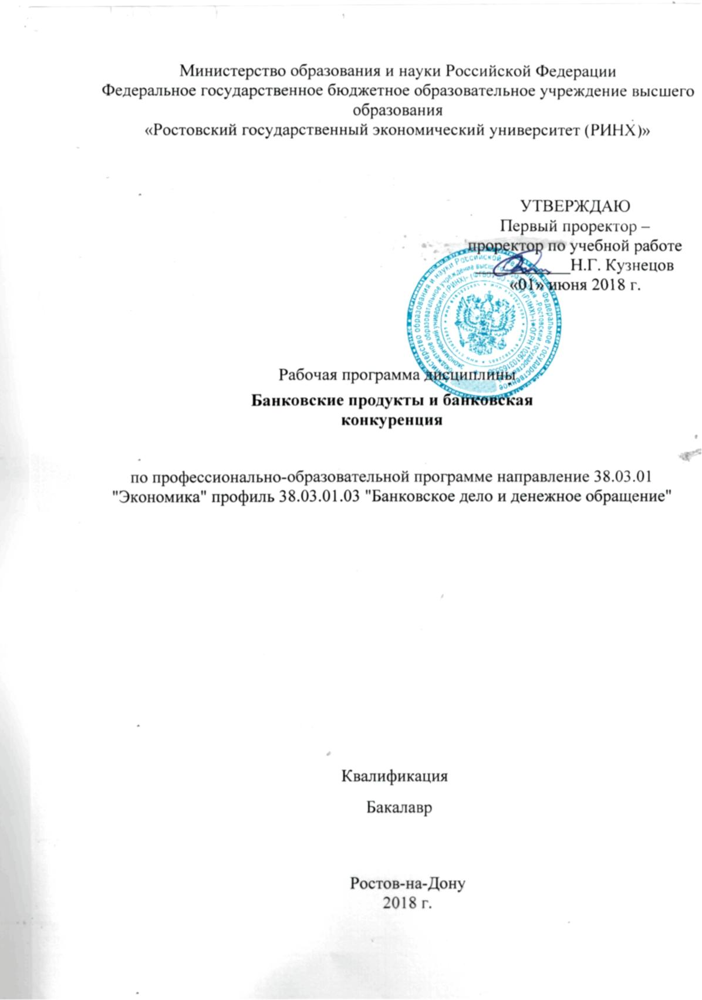 Министерство образования и науки Российской Федерации
Федеральное государственное бюджетное образовательное учреждение высшего
образования
«Ростовский государственный экономический университет (РИНХ)»
УТВЕРЖДАЮ
Первый проректор –
проректор по учебной работе
Н.Г. Кузнецов
«01» июня 2018 г.
Рабочая программа дисциплины
Банковские продукты и банковская
конкуренция
по профессионально-образовательной программе направление 38.03.01
"Экономика" профиль 38.03.01.03 "Банковское дело и денежное обращение"
Квалификация
Бакалавр
Ростов-на-Дону
2018 г.